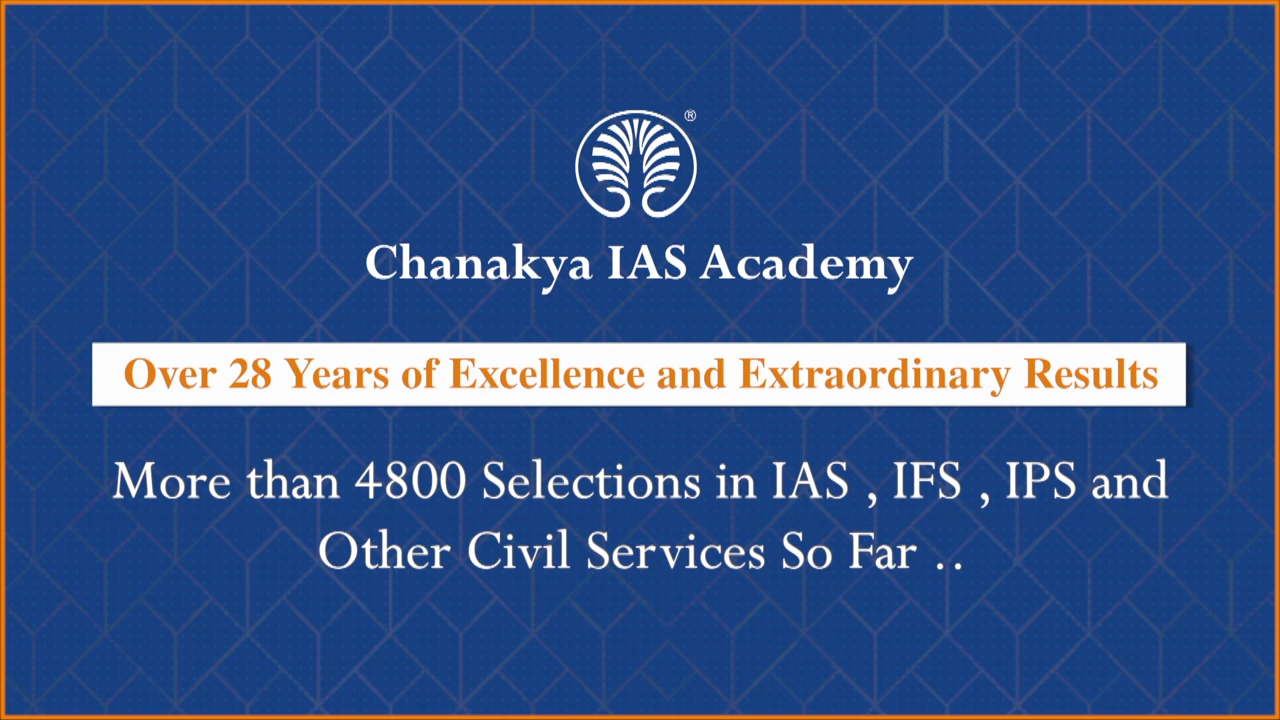 ®
Chanakya IAS Academy
Over 28 Years of Excellence and Extraordinary Results
More than 4800 Selections in IAS , IFS , IPS and
Other Civil Services So Far ..